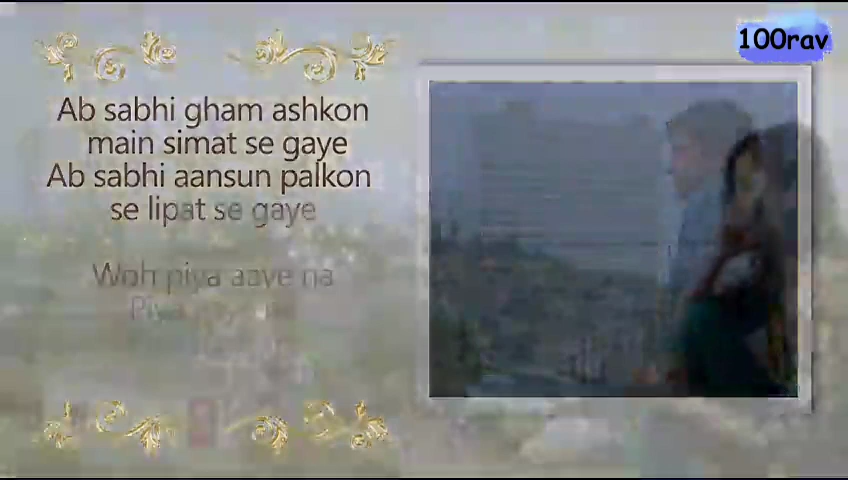 100rav
Ab sabhi gham ashkon
main simat se gaye
Ab sabhi aansun palkon
se lipat se gaye
Woh piya aaye na